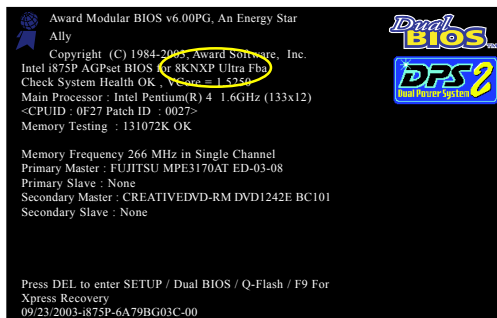 Award Modular BIOS v6.00PG, An Energy Star
Ally
Copyright (C) 1984-2003, Award Software, Inc.
Intel i875P AGPset BIOS for 8KNXP Ultra Fba
Check System Health OK , VCore = 1.5250
Main Processor : Intel Pentium(R) 4 1.6GHz (133x12)
<CPUID : 0F27 Patch ID : 0027>
Memory Testing : 131072K OK
Memory Frequency 266 MHz in Single Channel
Primary Master : FUJITSU MPE3170AT ED-03-08
Primary Slave : None
Secondary Master : CREATIVEDVD-RM DVD1242E BC101
Secondary Slave : None
Press DEL to enter SETUP / Dual BIOS / Q-Flash / F9 For
Xpress Recovery
09/23/2003-i875P-6A79BG03C-00
Dual
BIOS
DPS2
Dual Power System